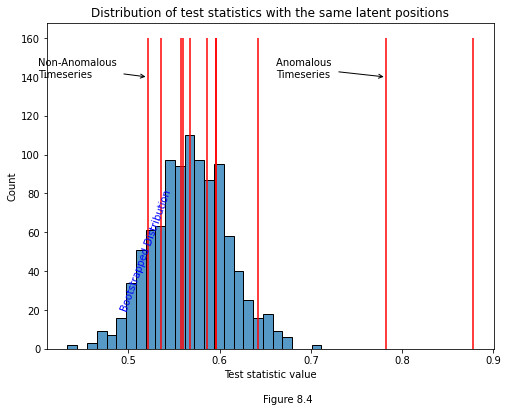 Distribution of test statistics with the same latent positions
160
140
120
100
80
60
40
20
0
Count
Non-Anomalous
Timeseries
Anomalous
Timeseries
Bootstrapped Distribution
0.5
0.6
0.7
0.8
0.9
Test statistic value
Figure 8.4